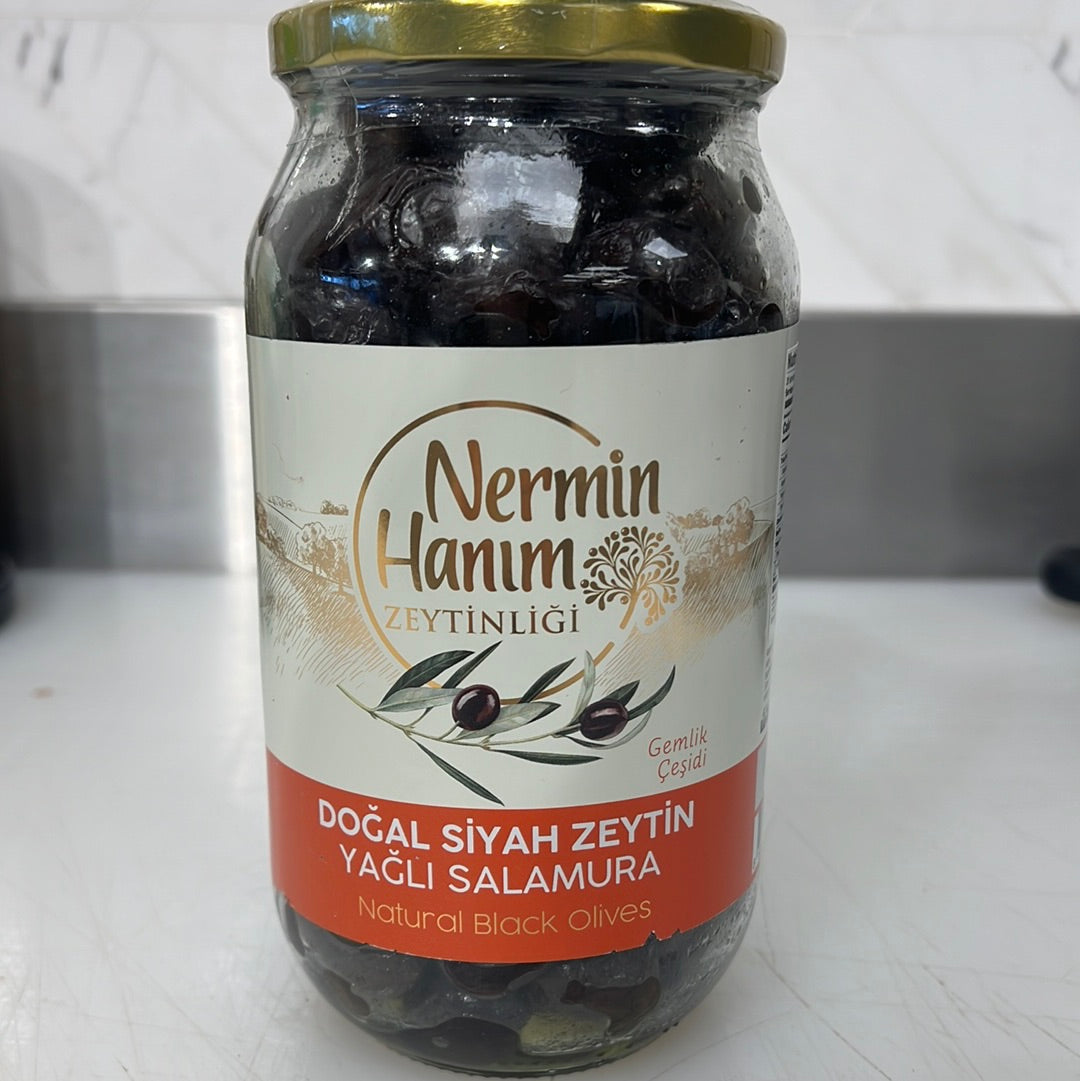 Nermin
Hanım
ZEYTİNLİĞİ
Gemlik
Çeşidi
DOĞAL SİYAH ZEYTİN
YAĞLI SALAMURA
Natural Black Olives